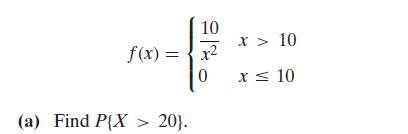 f(x) = { 10/x² x > 10
0 x ≤ 10
(a) Find P{X > 20}.